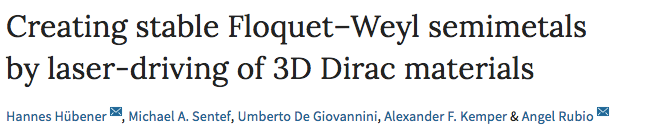 Creating stable Floquet–Weyl semimetals
by laser-driving of 3D Dirac materials
Hannes Hübener, Michael A. Sentef, Umberto De Giovannini, Alexander F. Kemper & Angel Rubio